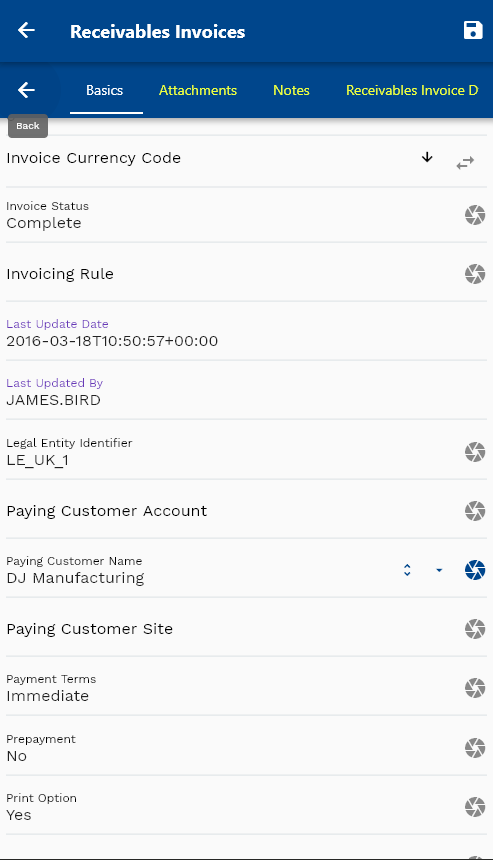 Receivables Invoices
Basics Attachments Notes Receivables Invoice D
Back
Invoice Currency Code
Invoice Status
Complete
Invoicing Rule
Last Update Date
2016-03-18T10:50:57+00:00
Last Updated By
JAMES.BIRD
Legal Entity Identifier
LE_UK_1
Paying Customer Account
Paying Customer Name
DJ Manufacturing
Paying Customer Site
Payment Terms
Immediate
Prepayment
No
Print Option
Yes